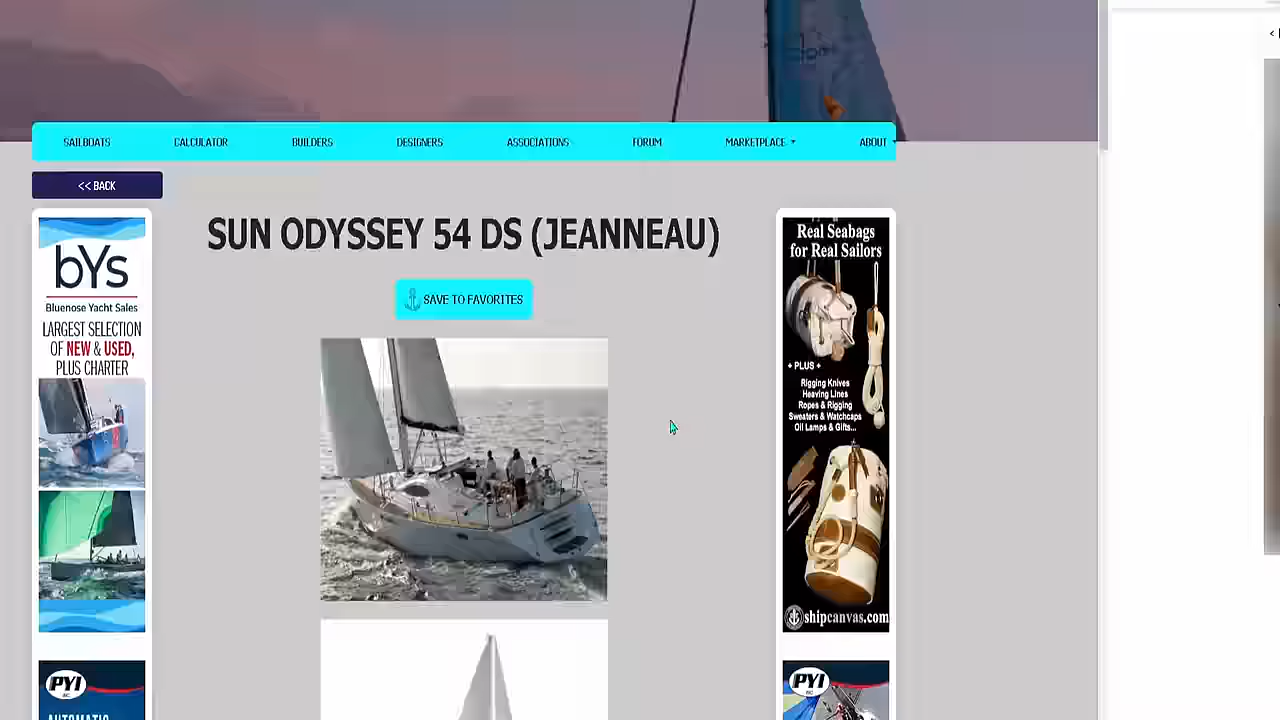 SAILBOATS CALCULATOR BUILDERS DESIGNERS ASSOCIATIONS FORUM MARKETPLACE ABOUT
<< BACK
SUN ODYSSEY 54 DS (JEANNEAU)
SAVE TO FAVORITES
bYs
Bluenose Yacht Sales
LARGEST SELECTION
OF NEW & USED,
PLUS CHARTER
PYI
AUTOMATIC
Real Seabags
for Real Sailors
+ PLUS +
Rigging Knives
Heaving Lines
Ropes & Rigging
Sweaters & Watchcaps
Oil Lamps & Gifts...
shipcanvas.com
PYI